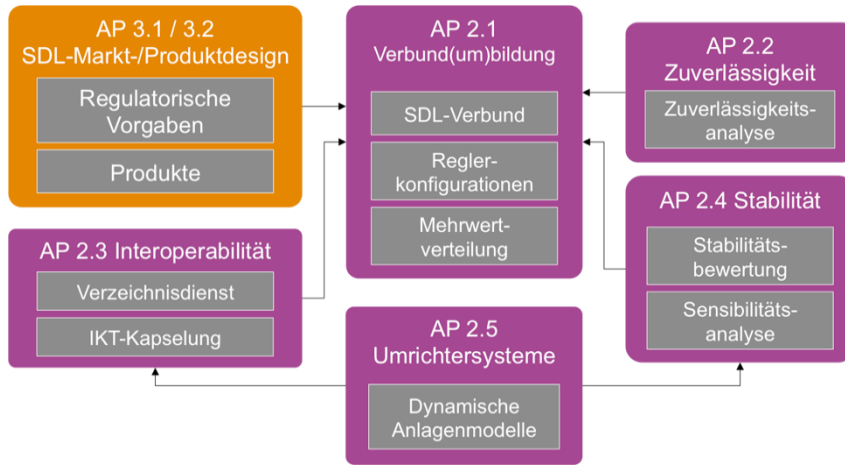 AP 3.1 / 3.2
SDL-Markt-/Produktdesign
Regulatorische
Vorgaben
Produkte
AP 2.1
Verbund(um)bildung
SDL-Verbund
Regler-
konfigurationen
Mehrwert-
verteilung
AP 2.2
Zuverlässigkeit
Zuverlässigkeits-
analyse
AP 2.3 Interoperabilität
Verzeichnisdienst
IKT-Kapselung
AP 2.4 Stabilität
Stabilitäts-
bewertung
Sensibilitäts-
analyse
AP 2.5
Umrichtersysteme
Dynamische
Anlagenmodelle